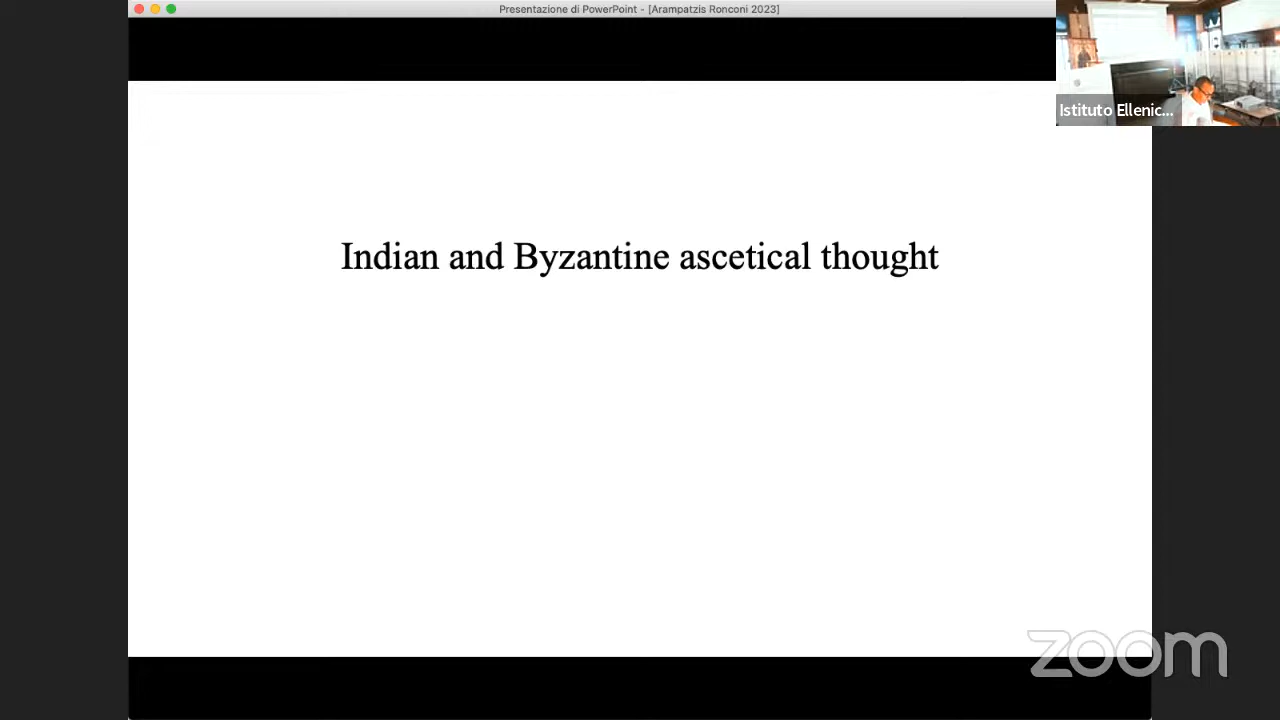 Presentazione di PowerPoint - [Arampatzis Ronconi 2023]
Istituto Ellenic...
Indian and Byzantine ascetical thought
zoom